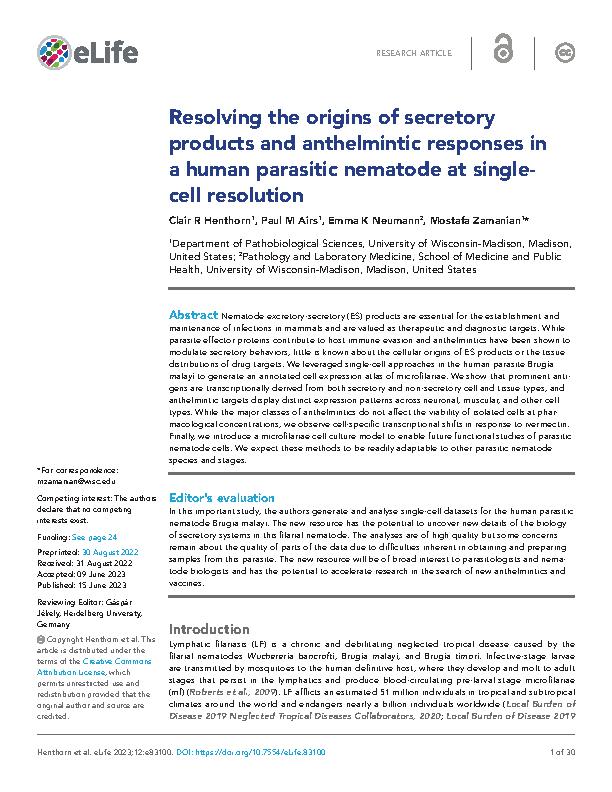 eLife
RESEARCH ARTICLE
Resolving the origins of secretory
products and anthelmintic responses in
a human parasitic nematode at single-
cell resolution
Clair R Henthorn¹, Paul M Airs¹, Emma K Neumann², Mostafa Zamanian¹*
¹Department of Pathobiological Sciences, University of Wisconsin-Madison, Madison,
United States; ²Pathology and Laboratory Medicine, School of Medicine and Public
Health, University of Wisconsin-Madison, Madison, United States
Abstract Nematode excretory-secretory (ES) products are essential for the establishment and
maintenance of infections in mammals and are valued as therapeutic and diagnostic targets. While
parasite effector proteins contribute to host immune evasion and anthelmintics have been shown to
modulate secretory behaviors, little is known about the cellular origins of ES products or the tissue
distributions of drug targets. We leveraged single-cell approaches in the human parasite Brugia
malayi to generate an annotated cell expression atlas of microfilariae. We show that prominent anti-
gens are transcriptionally derived from both secretory and non-secretory cell and tissue types, and
anthelmintic targets display distinct expression patterns across neuronal, muscular, and other cell
types. While the major classes of anthelmintics do not affect the viability of isolated cells at phar-
macological concentrations, we observe cell-specific transcriptional shifts in response to ivermectin.
Finally, we introduce a microfilariae cell culture model to enable future functional studies of parasitic
nematode cells. We expect these methods to be readily adaptable to other parasitic nematode
species and stages.
*For correspondence:
mzamanian@wisc.edu
Competing interest: The authors
declare that no competing
interests exist.
Funding: See page 24
Preprinted: 30 August 2022
Received: 31 August 2022
Accepted: 09 June 2023
Published: 15 June 2023
Reviewing Editor: Gáspár
Jékely, Heidelberg University,
Germany
Copyright Henthorn et al. This
article is distributed under the
terms of the Creative Commons
Attribution License, which
permits unrestricted use and
redistribution provided that the
original author and source are
credited.
Editor's evaluation
In this important study, the authors generate and analyse single-cell datasets for the human parasitic
nematode Brugia malayi. The new resource has the potential to uncover new details of the biology
of secretory systems in this filarial nematode. The analyses are of high quality but some concerns
remain about the quality of parts of the data due to difficulties inherent in obtaining and preparing
samples from this parasite. The new resource will be of broad interest to parasitologists and nema-
tode biologists and has the potential to accelerate research in the search of new anthelmintics and
vaccines.
Introduction
Lymphatic filariasis (LF) is a chronic and debilitating neglected tropical disease caused by the
filarial nematodes Wuchereria bancrofti, Brugia malayi, and Brugia timori. Infective-stage larvae
are transmitted by mosquitoes to the human definitive host, where they develop and molt to adult
stages that persist in the lymphatics and produce blood-circulating pre-larval stage microfilariae
(mf) (Roberts et al., 2009). LF afflicts an estimated 51 million individuals in tropical and subtropical
climates around the world and endangers nearly a billion individuals worldwide (Local Burden of
Disease 2019 Neglected Tropical Diseases Collaborators, 2020; Local Burden of Disease 2019
Henthorn et al. eLife 2023;12:e83100. DOI: https://doi.org/10.7554/eLife.83100
1 of 30